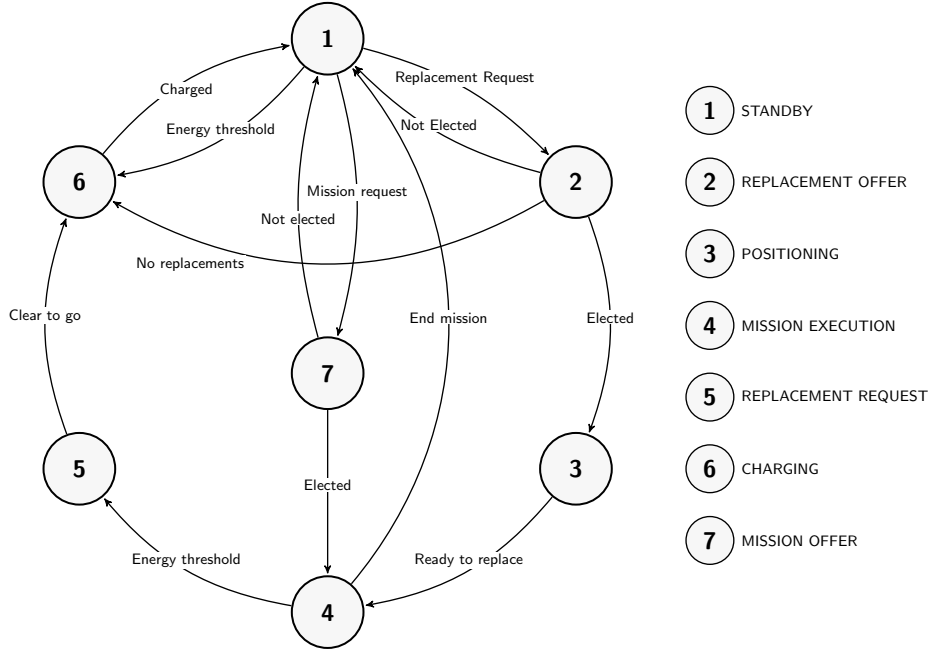 1
Replacement Request
Charged
1 STANDBY
Not Elected
Energy threshold
6
2
2 REPLACEMENT OFFER
Mission request
Not elected
3 POSITIONING
No replacements
Clear to go
End mission
Elected
4 MISSION EXECUTION
7
5 REPLACEMENT REQUEST
5
3
6 CHARGING
Elected
7 MISSION OFFER
Energy threshold
Ready to replace
4